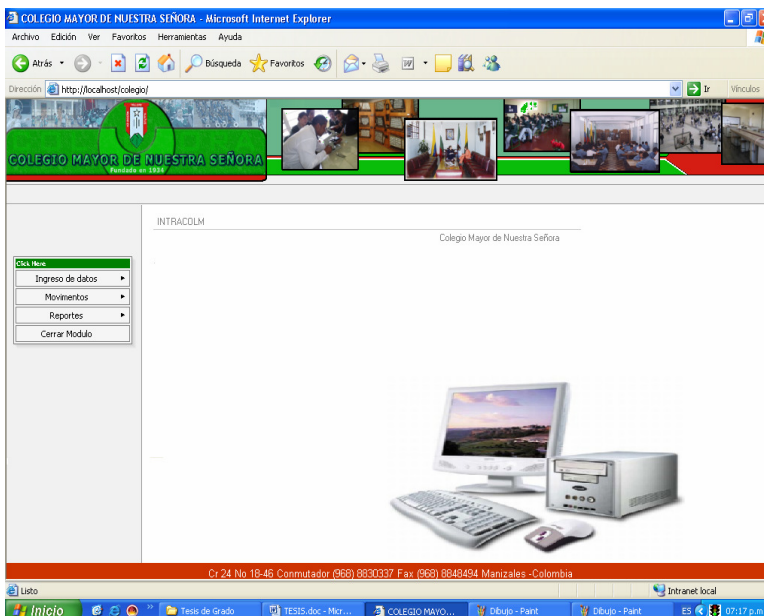 COLEGIO MAYOR DE NUESTRA SEÑORA - Microsoft Internet Explorer
Archivo Edición Ver Favoritos Herramientas Ayuda
Atrás Búsqueda Favoritos
Dirección http://localhost/colegio/ Ir Vínculos
COLEGIO MAYOR DE NUESTRA SEÑORA
Fundado en 1934
INTRACOLM
Colegio Mayor de Nuestra Señora
Click Here
Ingreso de datos
Movimentos
Reportes
Cerrar Modulo
Cr 24 No 18-46 Conmutador (968) 8830337 Fax (968) 8848494 Manizales -Colombia
Listo Intranet local
Inicio Tesis de Grado TESIS.doc - Micr... COLEGIO MAYO... Dibujo - Paint Dibujo - Paint ES 07:17 p.m.